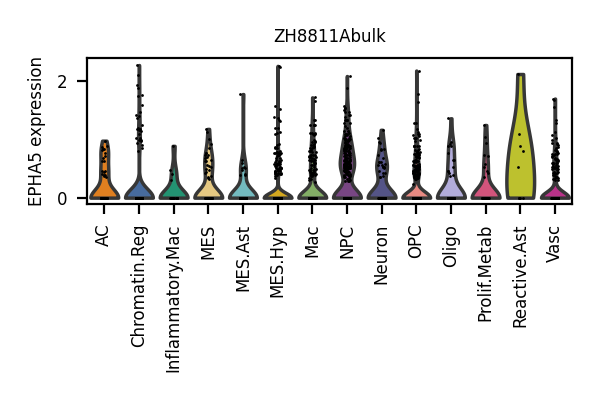 ZH8811Abulk
EPHA5 expression
2
0
AC
Chromatin.Reg
Inflammatory.Mac
MES
MES.Ast
MES.Hyp
Mac
NPC
Neuron
OPC
Oligo
Prolif.Metab
Reactive.Ast
Vasc